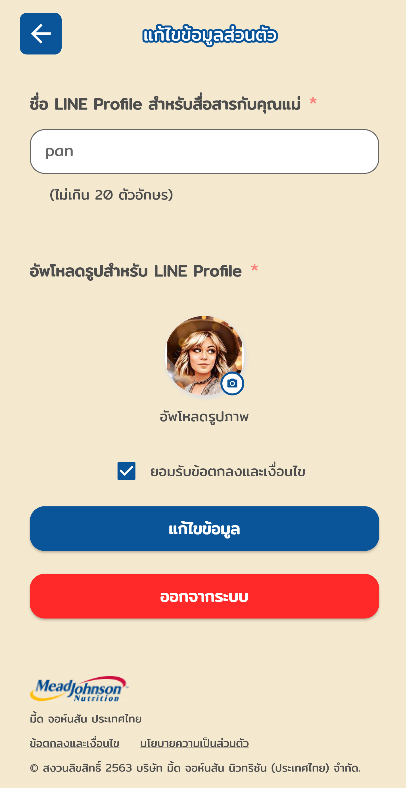 แก้ไขข้อมูลส่วนตัว
ชื่อ LINE Profile สำหรับสื่อสารกับคุณแม่ *
pan
(ไม่เกิน 20 ตัวอักษร)
อัพโหลดรูปสำหรับ LINE Profile *
อัพโหลดรูปภาพ
ยอมรับข้อตกลงและเงื่อนไข
แก้ไขข้อมูล
ออกจากระบบ
MeadJohnson
Nutrition
มี้ด จอห์นสัน ประเทศไทย
ข้อตกลงและเงื่อนไข นโยบายความเป็นส่วนตัว
© สงวนลิขสิทธิ์ 2563 บริษัท มี้ด จอห์นสัน นิวทริชัน (ประเทศไทย) จำกัด.